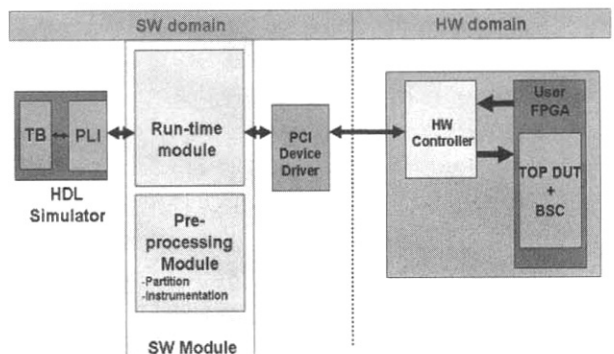 SW domain
HW domain
TB
PLI
HDL
Simulator
Run-time
module
Pre-
processing
Module
-Partition
-Instrumentation
SW Module
PCI
Device
Driver
HW
Controller
User
FPGA
TOP DUT
+
BSC